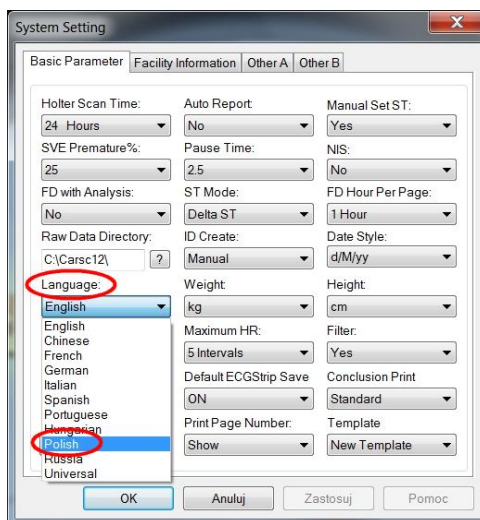 System Setting
Basic Parameter Facility Information Other A Other B
Holter Scan Time: Auto Report: Manual Set ST:
24 Hours No Yes
SVE Premature%: Pause Time: NIS:
25 2.5 No
FD with Analysis: ST Mode: FD Hour Per Page:
No Delta ST 1 Hour
Raw Data Directory: ID Create: Date Style:
C:\Carsc12\ ? Manual d/M/yy
Language: Weight: Height:
English kg cm
English Maximum HR: Filter:
Chinese
French 5 Intervals Yes
German
Italian Default ECGStrip Save Conclusion Print
Spanish ON Standard
Portuguese
Hungarian Print Page Number: Template
Polish Show New Template
Russia
Universal
OK Anuluj Zastosuj Pomoc